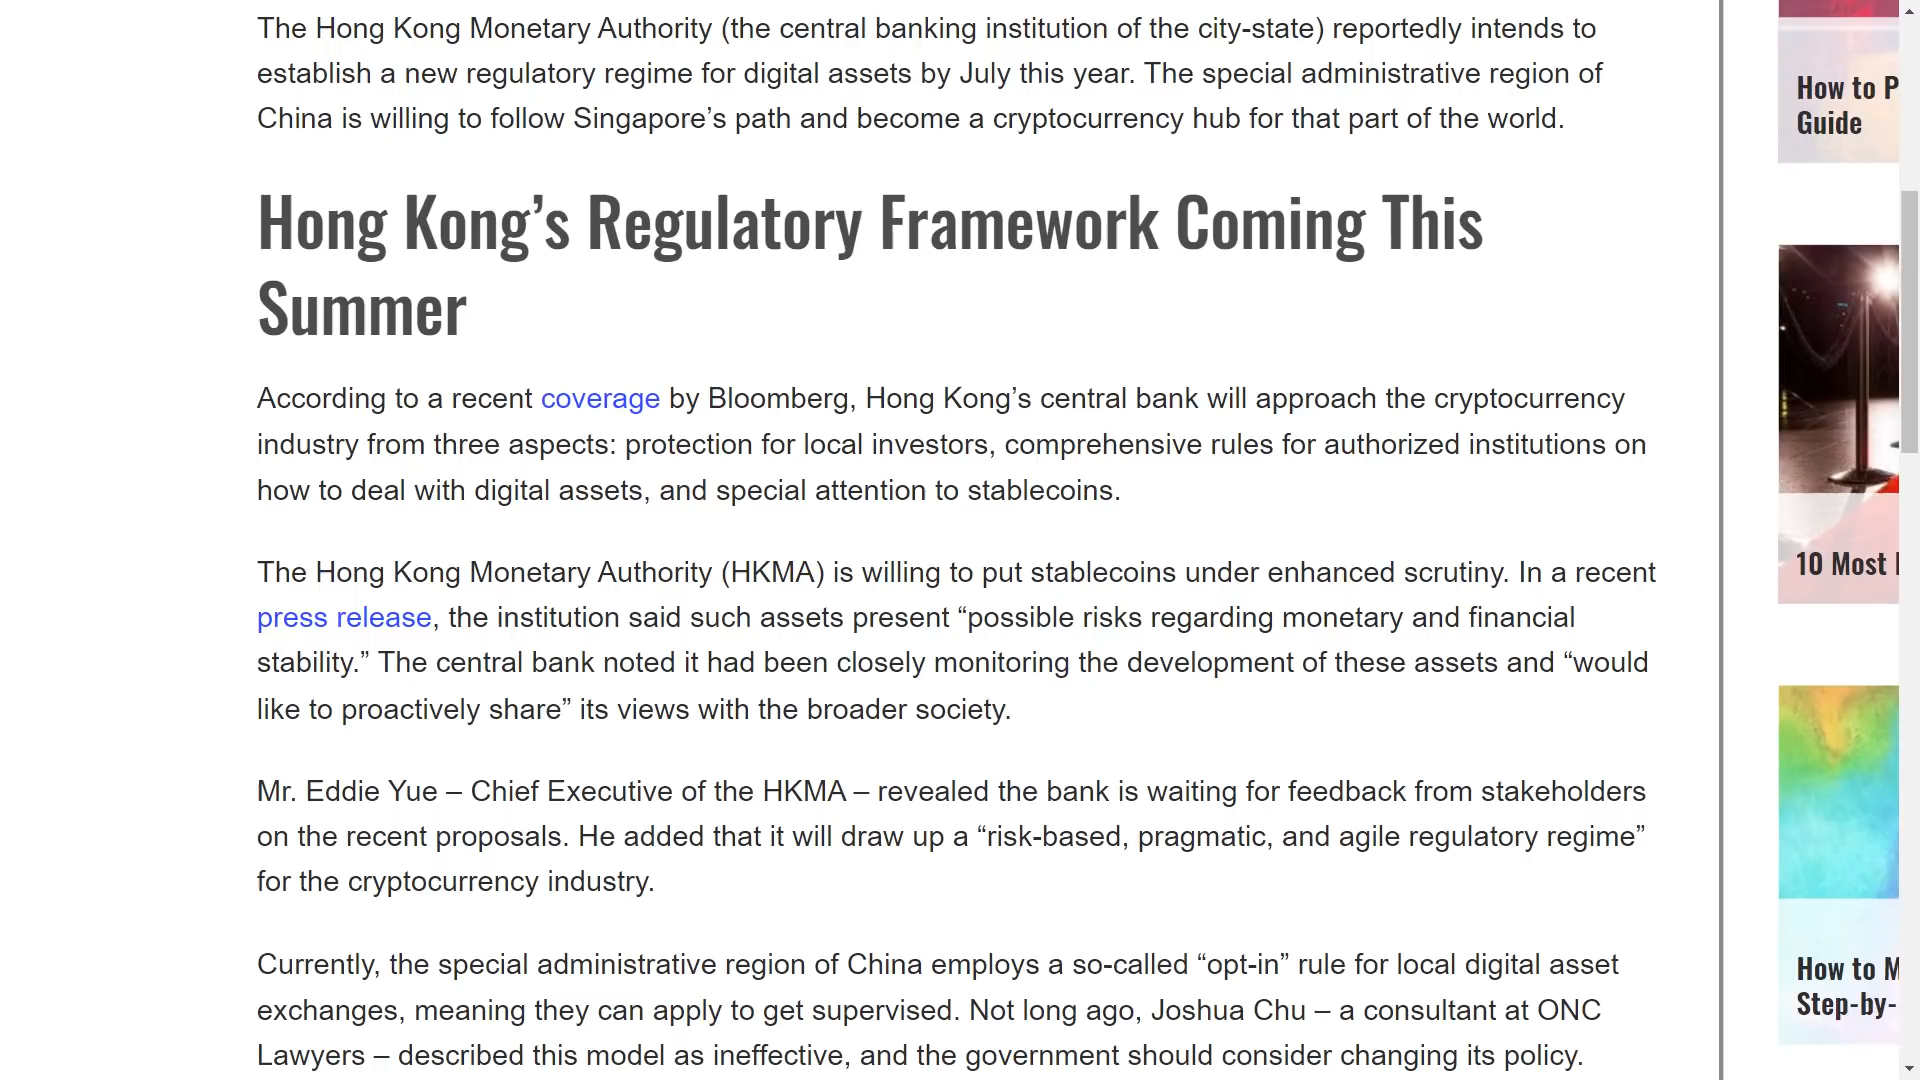 The Hong Kong Monetary Authority (the central banking institution of the city-state) reportedly intends to
establish a new regulatory regime for digital assets by July this year. The special administrative region of
China is willing to follow Singapore’s path and become a cryptocurrency hub for that part of the world.
Hong Kong’s Regulatory Framework Coming This
Summer
According to a recent coverage by Bloomberg, Hong Kong’s central bank will approach the cryptocurrency
industry from three aspects: protection for local investors, comprehensive rules for authorized institutions on
how to deal with digital assets, and special attention to stablecoins.
The Hong Kong Monetary Authority (HKMA) is willing to put stablecoins under enhanced scrutiny. In a recent
press release, the institution said such assets present “possible risks regarding monetary and financial
stability.” The central bank noted it had been closely monitoring the development of these assets and “would
like to proactively share” its views with the broader society.
Mr. Eddie Yue – Chief Executive of the HKMA – revealed the bank is waiting for feedback from stakeholders
on the recent proposals. He added that it will draw up a “risk-based, pragmatic, and agile regulatory regime”
for the cryptocurrency industry.
Currently, the special administrative region of China employs a so-called “opt-in” rule for local digital asset
exchanges, meaning they can apply to get supervised. Not long ago, Joshua Chu – a consultant at ONC
Lawyers – described this model as ineffective, and the government should consider changing its policy.
How to P
Guide
10 Most
How to M
Step-by-